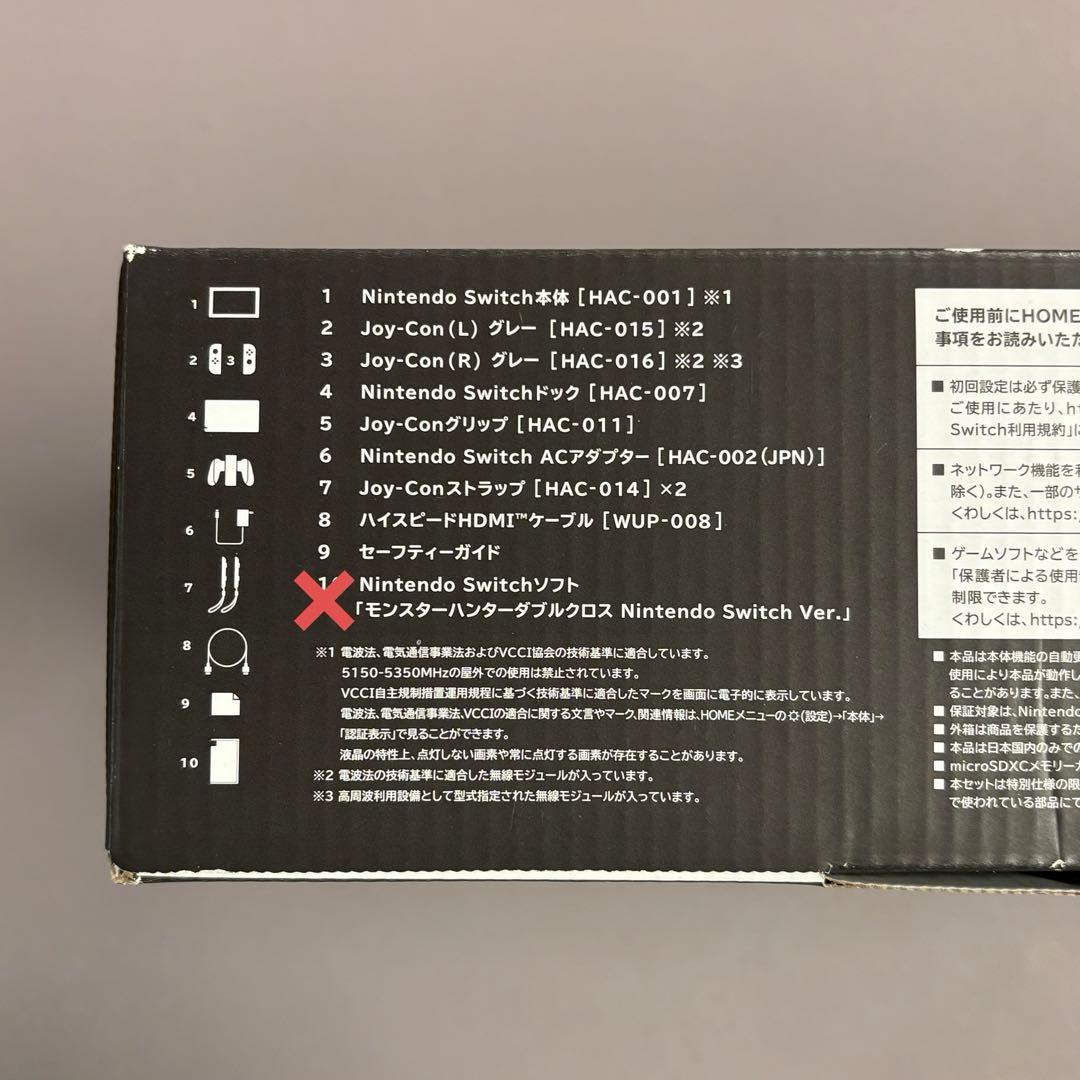 1 Nintendo Switch本体 [HAC-001] ※1
2 Joy-Con(L) グレー [HAC-015] ※2
3 Joy-Con(R) グレー [HAC-016] ※2 ※3
4 Nintendo Switchドック [HAC-007]
5 Joy-Conグリップ [HAC-011]
6 Nintendo Switch ACアダプター [HAC-002(JPN)]
7 Joy-Conストラップ [HAC-014] ×2
8 ハイスピードHDMI™ケーブル [WUP-008]
9 セーフティーガイド
10 Nintendo Switchソフト
「モンスターハンターダブルクロス Nintendo Switch Ver.」
※1 電波法、電気通信事業法およびVCCI協会の技術基準に適合しています。
5150-5350MHzの屋外での使用は禁止されています。
VCCI自主規制措置運用規程に基づく技術基準に適合したマークを画面に電子的に表示しています。
電波法、電気通信事業法、VCCIの適合に関する文言やマーク、関連情報は、HOMEメニューの(設定)→「本体」→
「認証表示」で見ることができます。
液晶の特性上、点灯しない画素や常に点灯する画素が存在することがあります。
※2 電波法の技術基準に適合した無線モジュールが入っています。
※3 高周波利用設備として型式指定された無線モジュールが入っています。
1
2 3
4
5
6
7
8
9
10
ご使用前にHOME
事項をお読みいただ
■ 初回設定は必ず保護
ご使用にあたり、ht
Switch利用規約」に
■ ネットワーク機能を利
除く)。また、一部のサ
くわしくは、https:
■ ゲームソフトなどを
「保護者による使用
制限できます。
くわしくは、https:/
■ 本品は本体機能の自動更
使用により本品が動作し
ることがあります。また、
■ 保証対象は、Nintendo
■ 外箱は商品を保護するた
■ 本品は日本国内のみでの
■ microSDXCメモリーカ
■ 本セットは特別仕様の限
で使われている部品にて